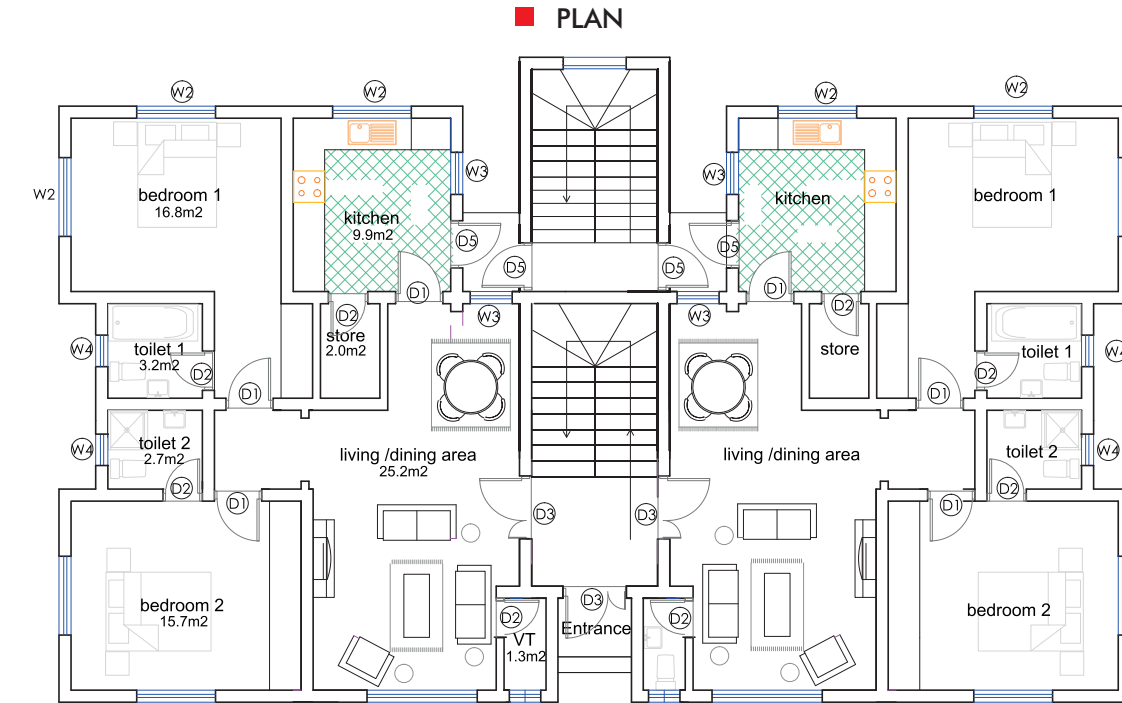 PLAN
W2
W2
W2
W2
W2
W3
W3
bedroom 1
16.8m2
kitchen
9.9m2
kitchen
bedroom 1
D5
D5
D5
D5
D1
D1
D2
D2
W3
W3
store
2.0m2
store
toilet 1
3.2m2
toilet 1
W4
W4
D2
D2
D1
D1
toilet 2
2.7m2
toilet 2
W4
W4
living /dining area
25.2m2
living /dining area
D2
D2
D1
D1
D3
D3
bedroom 2
15.7m2
bedroom 2
D3
D2
D2
Entrance
VT
1.3m2